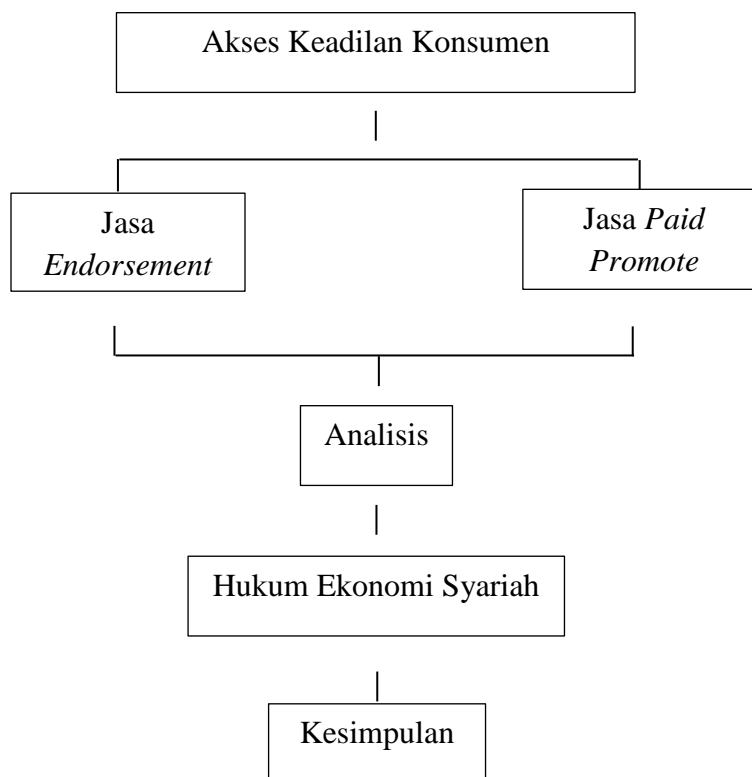 Akses Keadilan Konsumen
Jasa
Endorsement
Jasa Paid
Promote
Analisis
Hukum Ekonomi Syariah
Kesimpulan